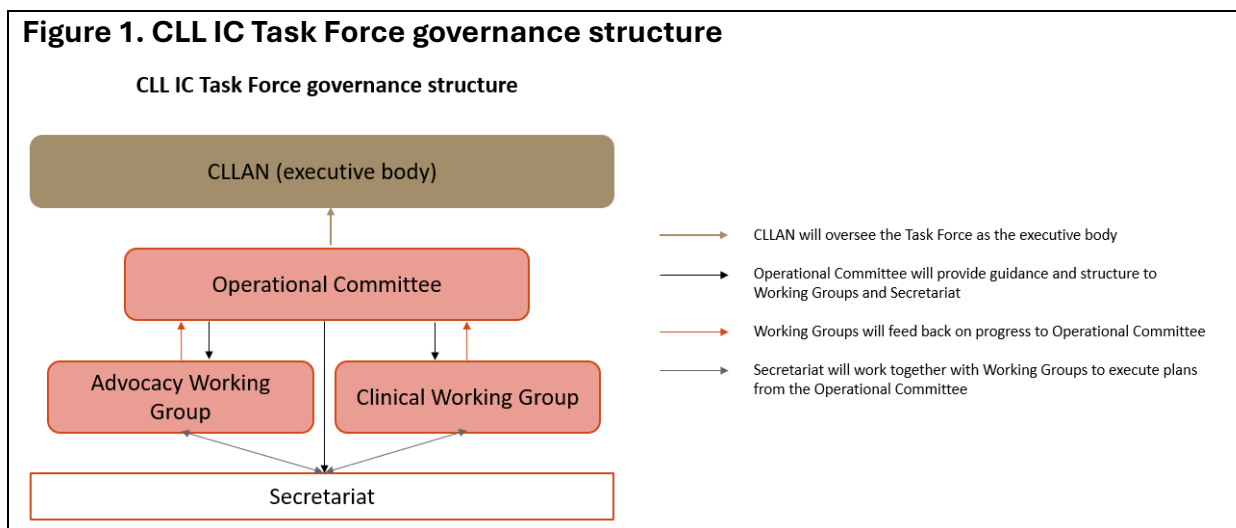 Figure 1. CLL IC Task Force governance structure
CLL IC Task Force governance structure
CLLAN (executive body)
Operational Committee
Advocacy Working
Group
Clinical Working Group
Secretariat
CLLAN will oversee the Task Force as the executive body
Operational Committee will provide guidance and structure to
Working Groups and Secretariat
Working Groups will feed back on progress to Operational Committee
Secretariat will work together with Working Groups to execute plans
from the Operational Committee